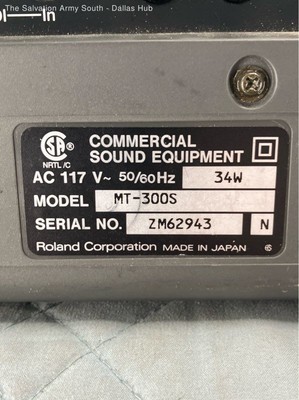 The Salvation Army South - Dallas Hub
In
SA
NRTL/C
COMMERCIAL
SOUND EQUIPMENT
AC 117 V~ 50/60Hz 34W
MODEL MT-300S
SERIAL NO. ZM62943 N
Roland Corporation MADE IN JAPAN